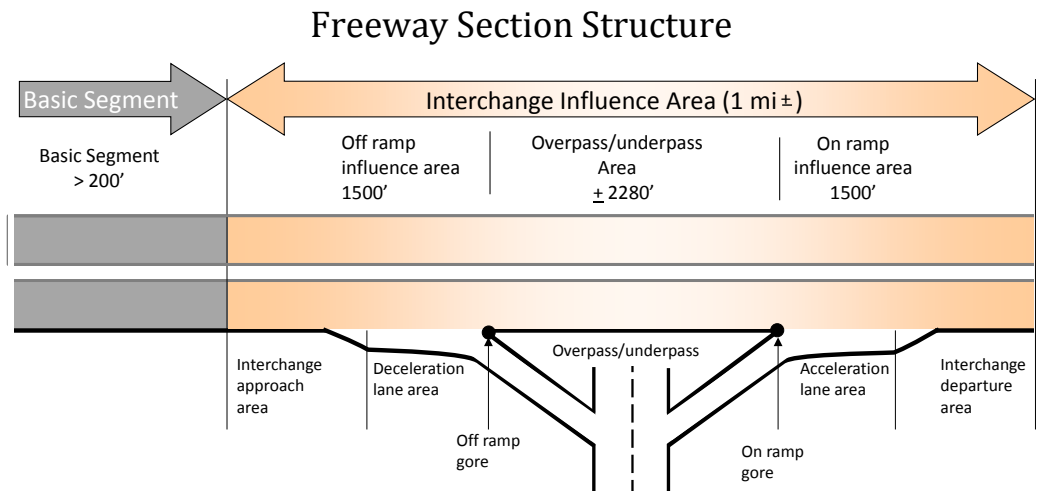 Freeway Section Structure
Basic Segment
Interchange Influence Area (1 mi ±)
Basic Segment
> 200’
Off ramp
influence area
1500’
Overpass/underpass
Area
± 2280’
On ramp
influence area
1500’
Interchange
approach
area
Deceleration
lane area
Overpass/underpass
Acceleration
lane area
Interchange
departure
area
Off ramp
gore
On ramp
gore